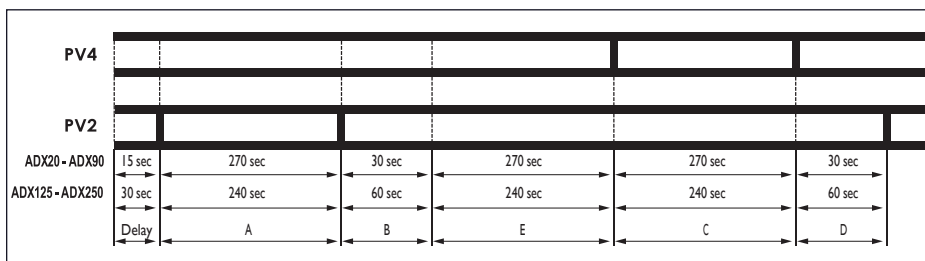 PV4
PV2
ADX20 - ADX90 15 sec 270 sec 30 sec 270 sec 270 sec 30 sec
ADX125 - ADX250 30 sec 240 sec 60 sec 240 sec 240 sec 60 sec
Delay A B E C D